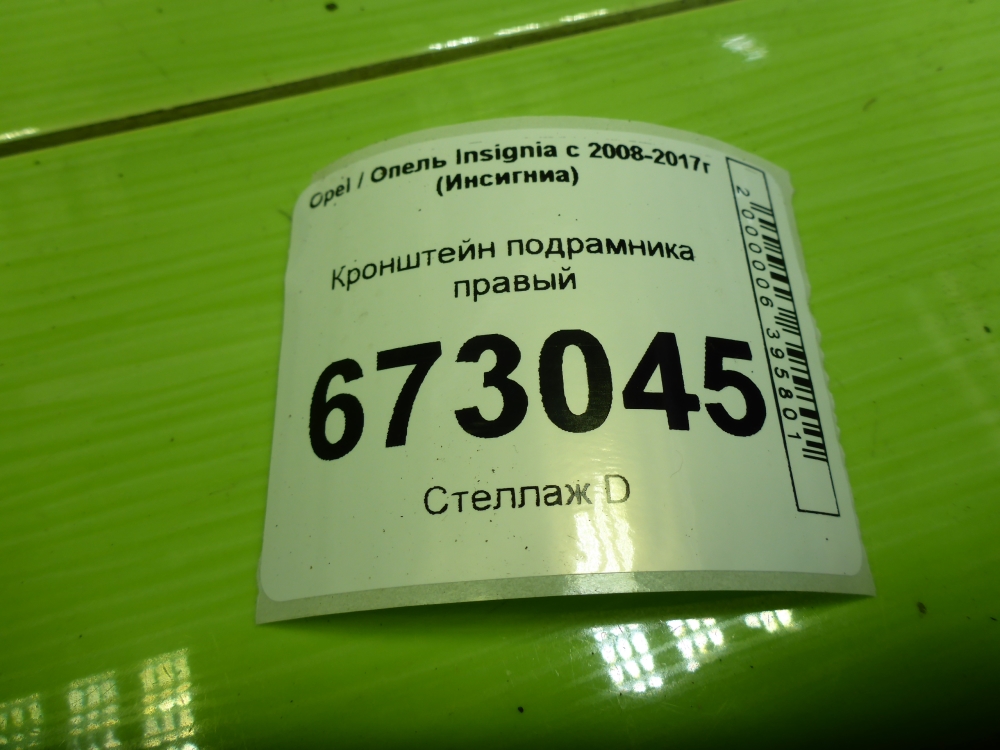 Opel / Опель Insignia с 2008-2017г
(Инсигниа)
Кронштейн подрамника
правый
673045
Стеллаж D
2000006395801